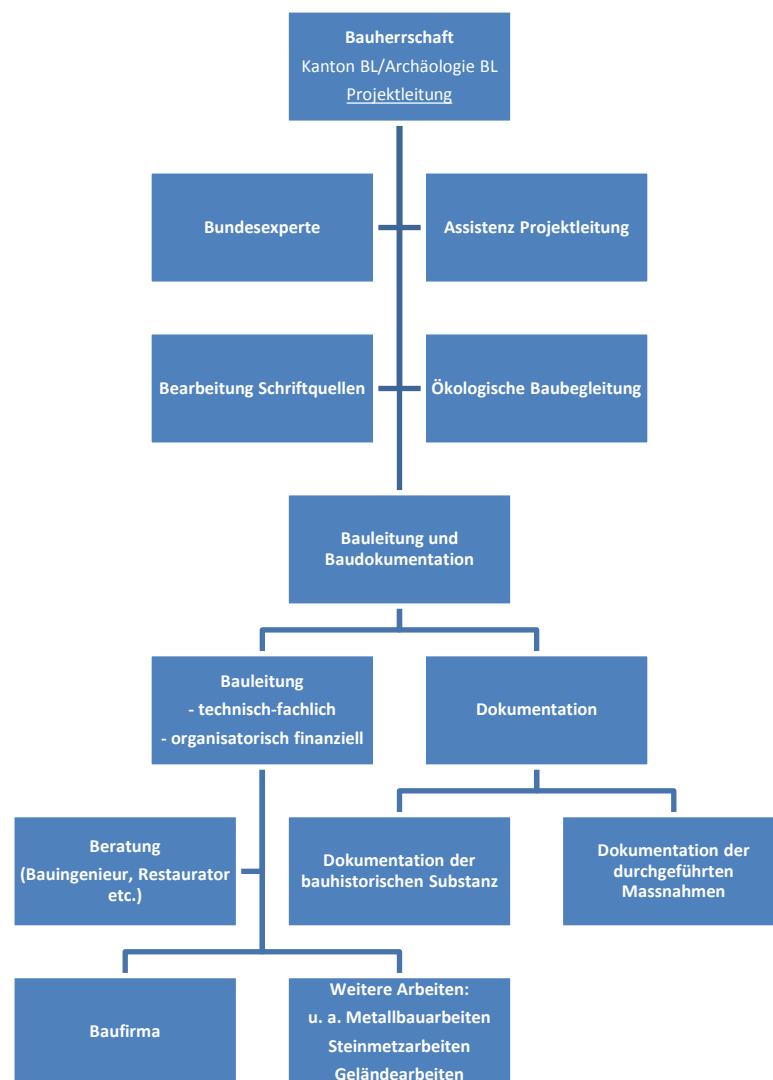 Bauherrschaft
Kanton BL/Archäologie BL
Projektleitung
Bundesexperte
Assistenz Projektleitung
Bearbeitung Schriftquellen
Ökologische Baubegleitung
Bauleitung und
Baudokumentation
Bauleitung
- technisch-fachlich
- organisatorisch finanziell
Dokumentation
Beratung
(Bauingenieur, Restaurator
etc.)
Dokumentation der
bauhistorischen Substanz
Dokumentation der
durchgeführten
Massnahmen
Baufirma
Weitere Arbeiten:
u. a. Metallbauarbeiten
Steinmetzarbeiten
Geländearbeiten